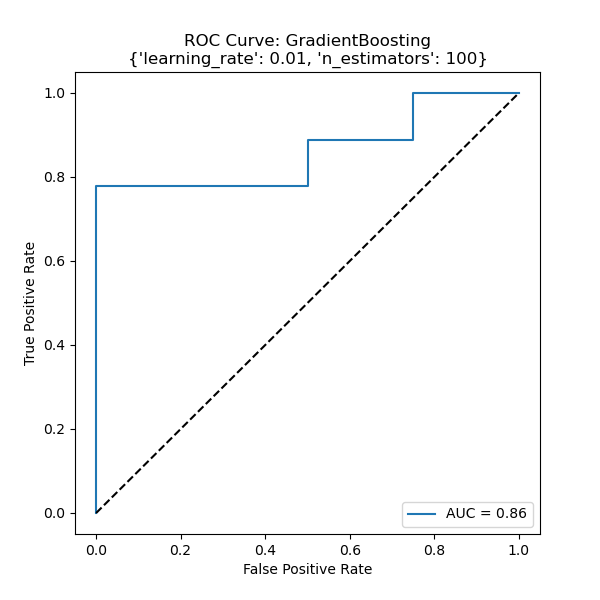 ROC Curve: GradientBoosting
{'learning_rate': 0.01, 'n_estimators': 100}
1.0
0.8
0.6
0.4
0.2
0.0
True Positive Rate
AUC = 0.86
0.0 0.2 0.4 0.6 0.8 1.0
False Positive Rate